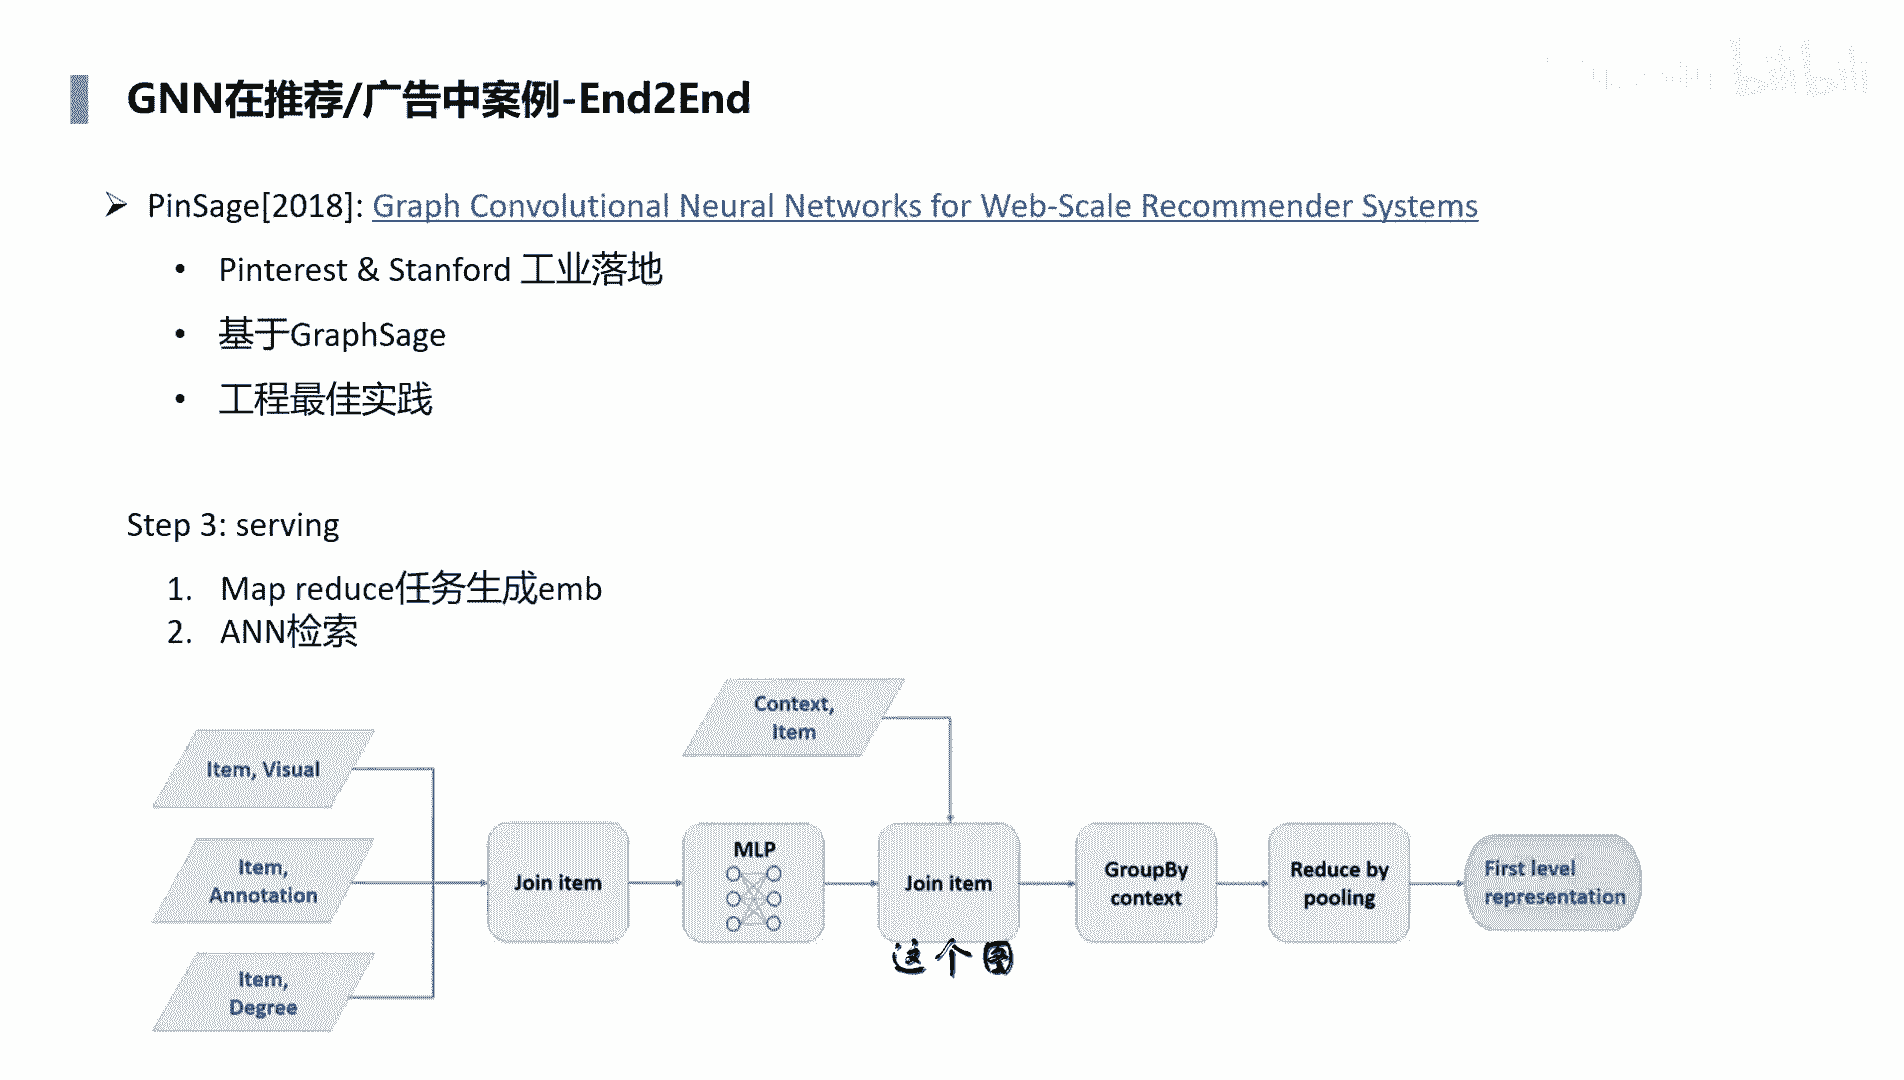 GNN在推荐/广告中案例-End2End
bilibili
PinSage[2018]: Graph Convolutional Neural Networks for Web-Scale Recommender Systems
Pinterest & Stanford 工业落地
基于GraphSage
工程最佳实践
Step 3: serving
1. Map reduce任务生成emb
2. ANN检索
Context,
Item
Item, Visual
Item,
Annotation
Item,
Degree
Join item
MLP
Join item
GroupBy
context
Reduce by
pooling
First level
representation
这个图